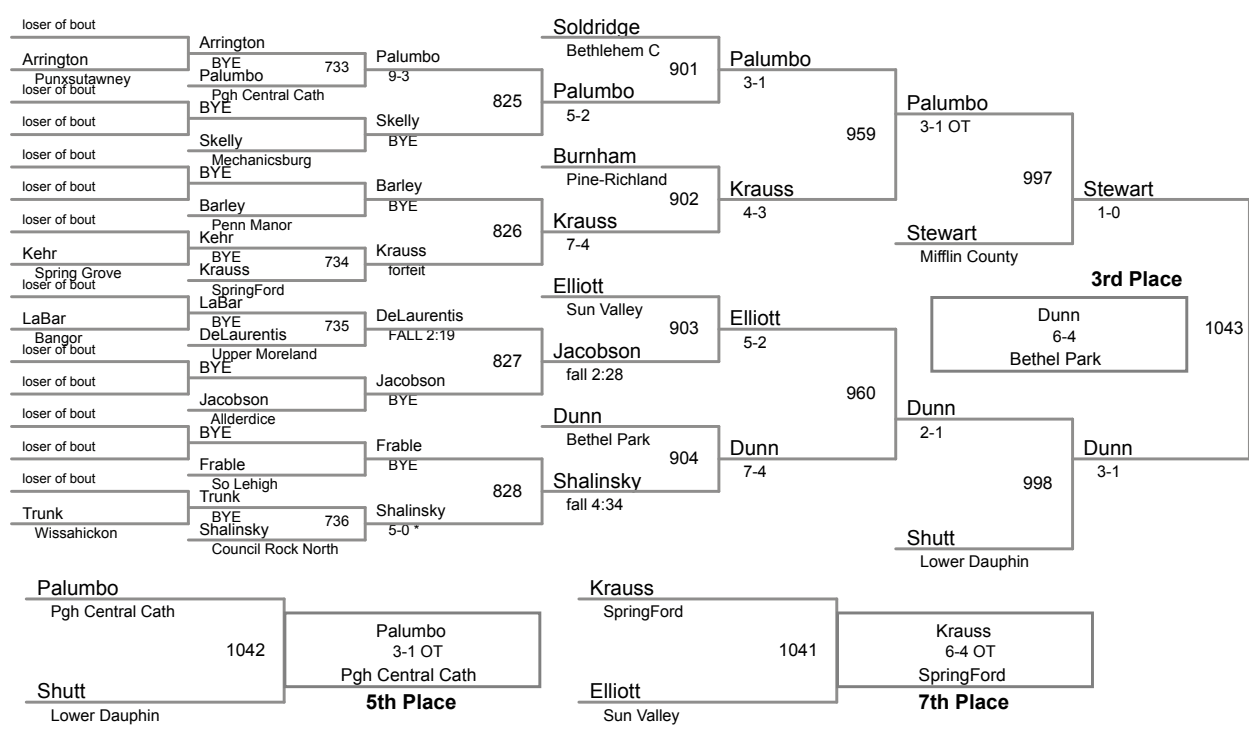 loser of bout
Arrington
Punxsutawney
loser of bout
loser of bout
loser of bout
loser of bout
loser of bout
Kehr
Spring Grove
loser of bout
LaBar
Bangor
loser of bout
loser of bout
loser of bout
loser of bout
loser of bout
Trunk
Wissahickon
Arrington
BYE
733
Palumbo
Pgh Central Cath
BYE
Skelly
Mechanicsburg
BYE
Barley
Penn Manor
Kehr
BYE
734
Krauss
SpringFord
LaBar
BYE
735
DeLaurentis
Upper Moreland
BYE
Jacobson
Allderdice
BYE
Frable
So Lehigh
Trunk
BYE
736
Shalinsky
Council Rock North
Palumbo
9-3
825
Skelly
BYE
Barley
BYE
826
Krauss
forfeit
DeLaurentis
FALL 2:19
827
Jacobson
BYE
Frable
BYE
828
Shalinsky
5-0 *
Soldridge
Bethlehem C
901
Palumbo
5-2
Burnham
Pine-Richland
902
Krauss
7-4
Elliott
Sun Valley
903
Jacobson
fall 2:28
Dunn
Bethel Park
904
Shalinsky
fall 4:34
Palumbo
3-1
959
Krauss
4-3
Elliott
5-2
960
Dunn
7-4
Palumbo
3-1 OT
997
Stewart
Mifflin County
Dunn
2-1
998
Shutt
Lower Dauphin
Stewart
1-0
3rd Place
Dunn
6-4
Bethel Park
1043
Dunn
3-1
Palumbo
Pgh Central Cath
1042
Shutt
Lower Dauphin
Palumbo
3-1 OT
Pgh Central Cath
5th Place
Krauss
SpringFord
1041
Elliott
Sun Valley
Krauss
6-4 OT
SpringFord
7th Place